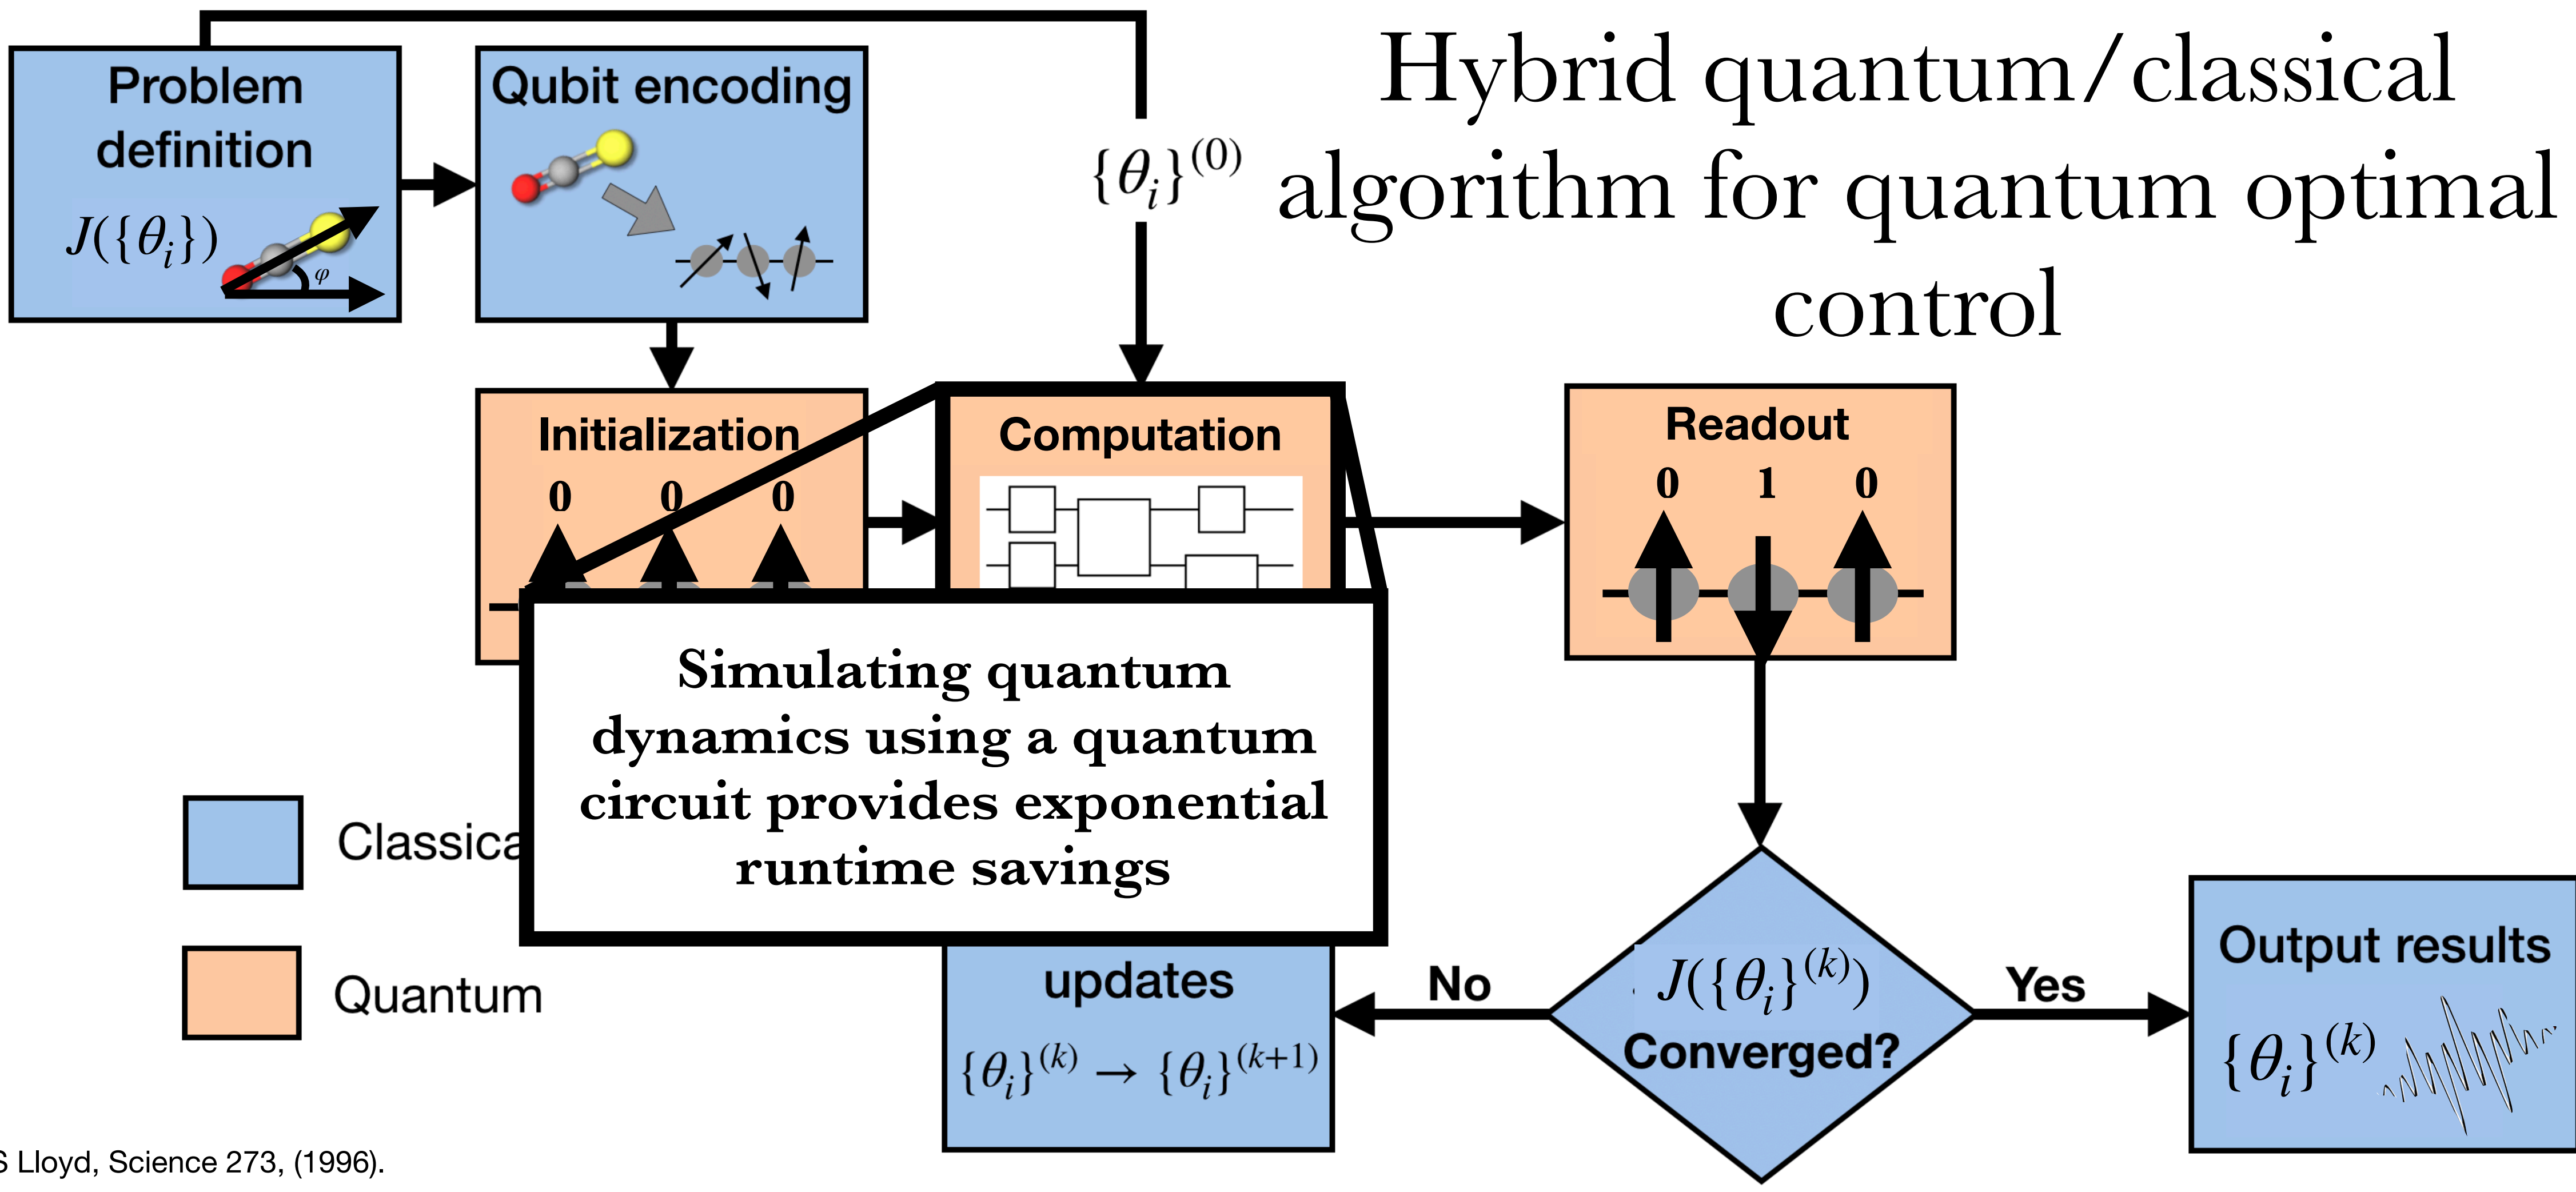 Hybrid quantum/classical
algorithm for quantum optimal
control
Problem
definition
J({θᵢ})
φ
Qubit encoding
{θᵢ}⁽⁰⁾
Initialization
0 0 0
Computation
Readout
0 1 0
Simulating quantum
dynamics using a quantum
circuit provides exponential
runtime savings
Quantum
updates
{θᵢ}⁽ᵏ⁾ → {θᵢ}⁽ᵏ⁺¹⁾
No
J({θᵢ}⁽ᵏ⁾)
Converged?
Yes
Output results
{θᵢ}⁽ᵏ⁾
S Lloyd, Science 273, (1996).